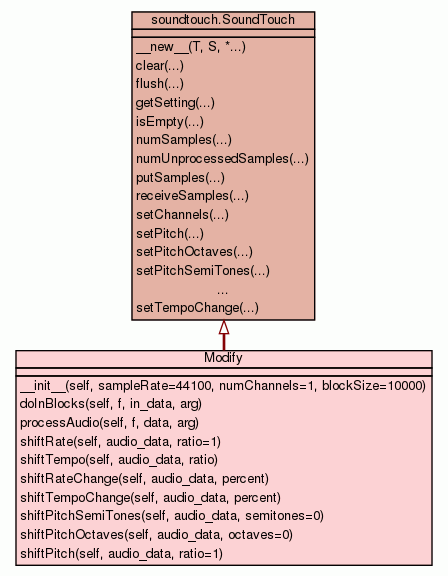 soundtouch.SoundTouch
__new__(T, S, *...)
clear(...)
flush(...)
getSetting(...)
isEmpty(...)
numSamples(...)
numUnprocessedSamples(...)
putSamples(...)
receiveSamples(...)
setChannels(...)
setPitch(...)
setPitchOctaves(...)
setPitchSemiTones(...)
...
setTempoChange(...)
Modify
__init__(self, sampleRate=44100, numChannels=1, blockSize=10000)
doInBlocks(self, f, in_data, arg)
processAudio(self, f, data, arg)
shiftRate(self, audio_data, ratio=1)
shiftTempo(self, audio_data, ratio)
shiftRateChange(self, audio_data, percent)
shiftTempoChange(self, audio_data, percent)
shiftPitchSemiTones(self, audio_data, semitones=0)
shiftPitchOctaves(self, audio_data, octaves=0)
shiftPitch(self, audio_data, ratio=1)